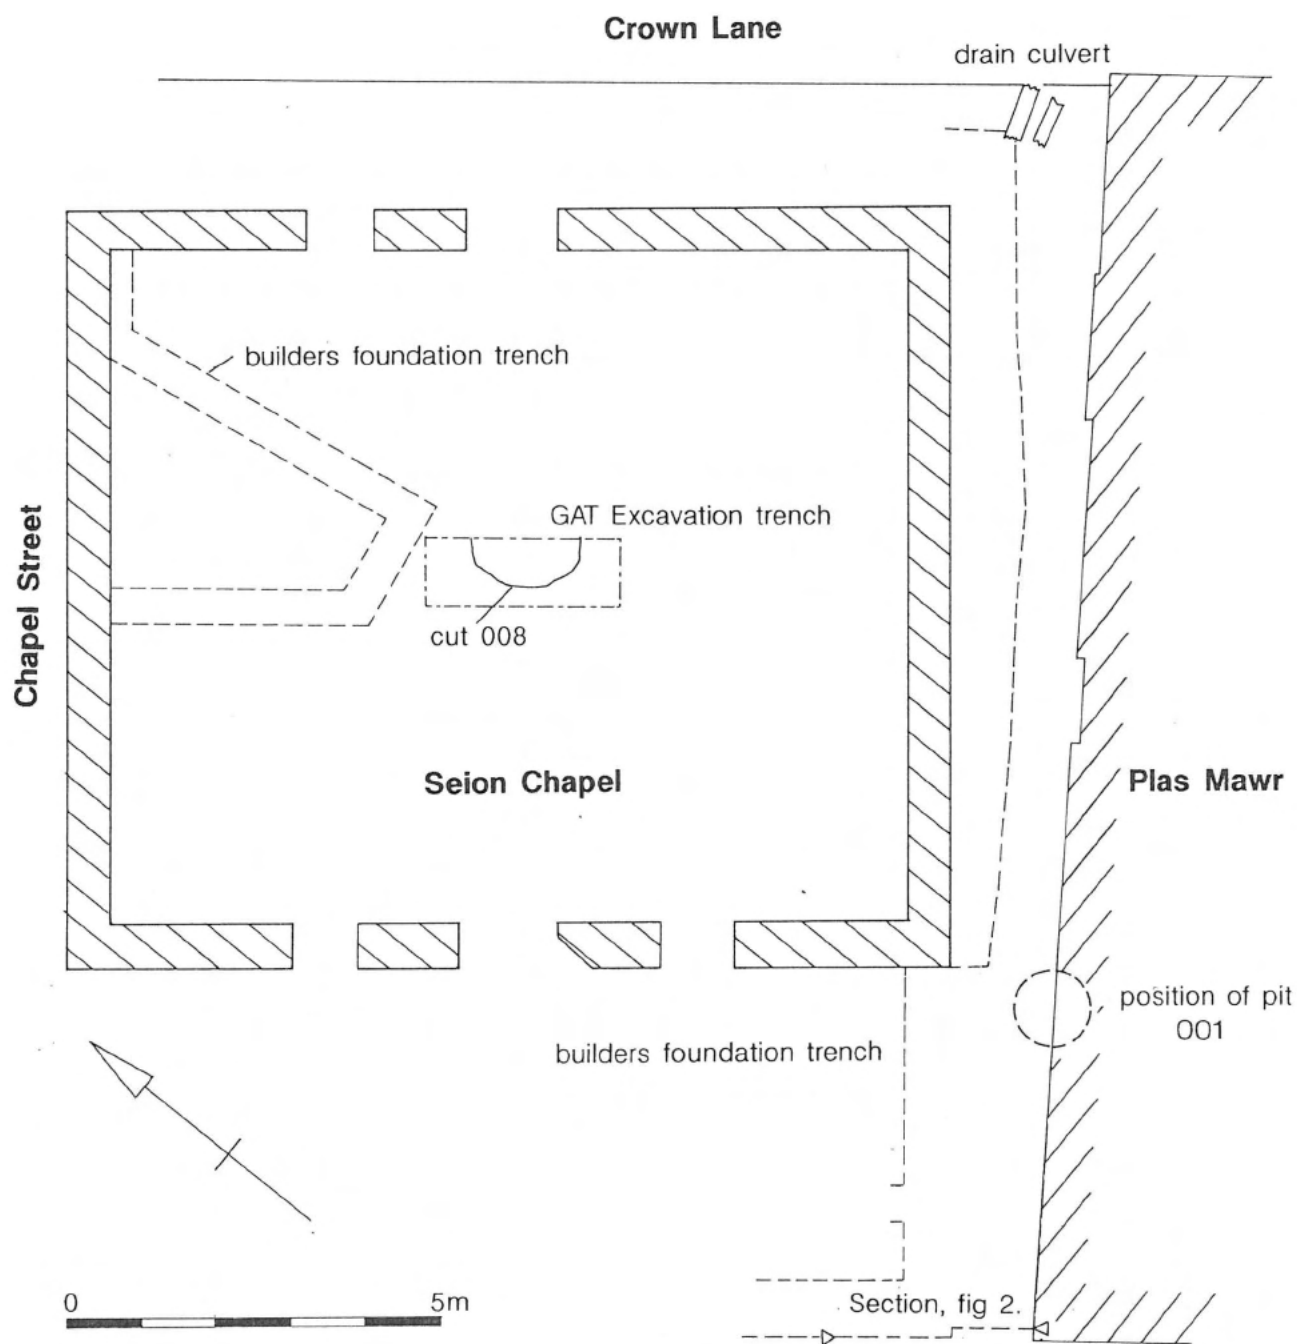 Crown Lane
drain culvert
builders foundation trench
GAT Excavation trench
cut 008
Chapel Street
Seion Chapel
Plas Mawr
position of pit
001
builders foundation trench
0
5m
Section, fig 2.